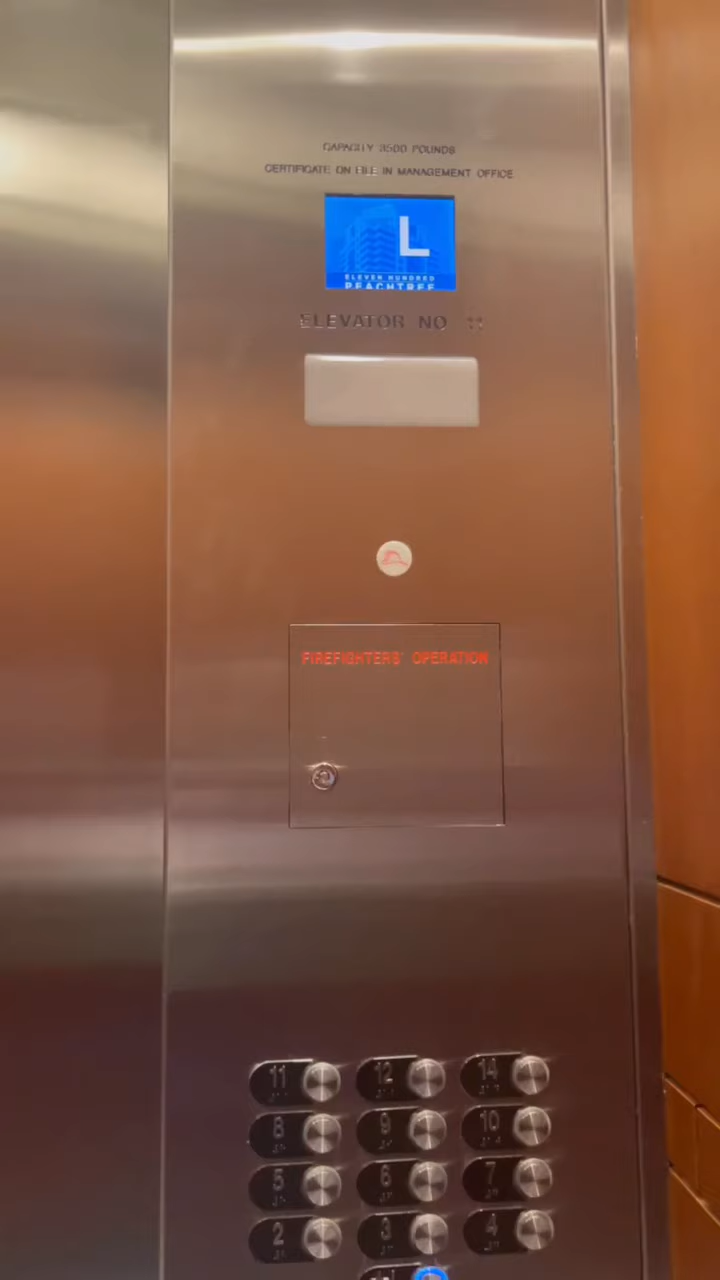 CAPACITY 3500 POUNDS
CERTIFICATE ON FILE IN MANAGEMENT OFFICE
L
ELEVEN HUNDRED
PEACHTREE
ELEVATOR NO 11
FIREFIGHTERS' OPERATION
11 12 14
8 9 10
5 6 7
2 3 4